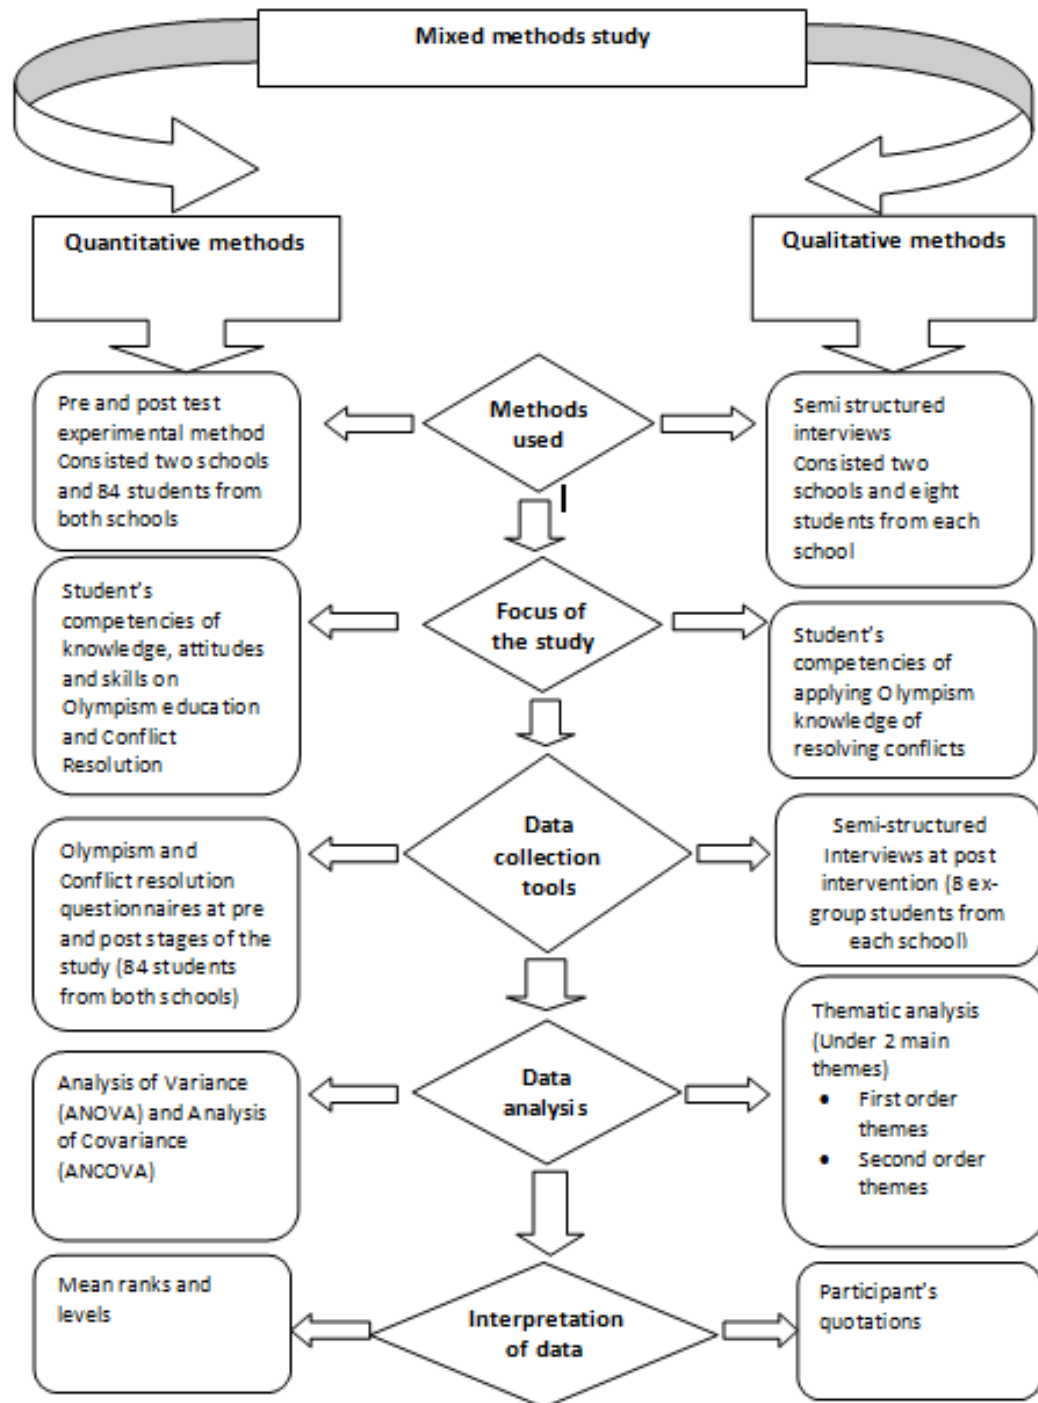 Mixed methods study
Quantitative methods
Qualitative methods
Pre and post test
experimental method
Consisted two schools
and 84 students from
both schools
Methods
used
Semi structured
interviews
Consisted two
schools and eight
students from each
school
Student's
competencies of
knowledge, attitudes
and skills on
Olympism education
and Conflict
Resolution
Focus of
the study
Student's
competencies of
applying Olympism
knowledge of
resolving conflicts
Olympism and
Conflict resolution
questionnaires at pre
and post stages of the
study (84 students
from both schools)
Data
collection
tools
Semi-structured
Interviews at post
intervention (8 ex-
group students from
each school)
Analysis of Variance
(ANOVA) and Analysis
of Covariance
(ANCOVA)
Data
analysis
Thematic analysis
(Under 2 main
themes)
• First order
themes
• Second order
themes
Mean ranks and
levels
Interpretation
of data
Participant's
quotations